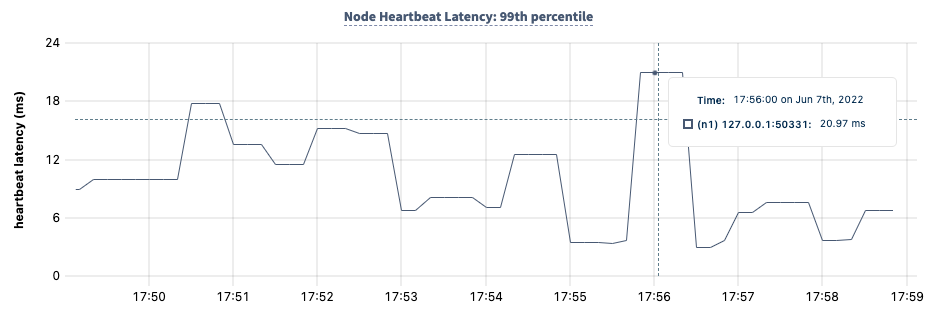 Node Heartbeat Latency: 99th percentile
heartbeat latency (ms)
24
18
12
6
0
Time: 17:56:00 on Jun 7th, 2022
(n1) 127.0.0.1:50331: 20.97 ms
17:50 17:51 17:52 17:53 17:54 17:55 17:56 17:57 17:58 17:59